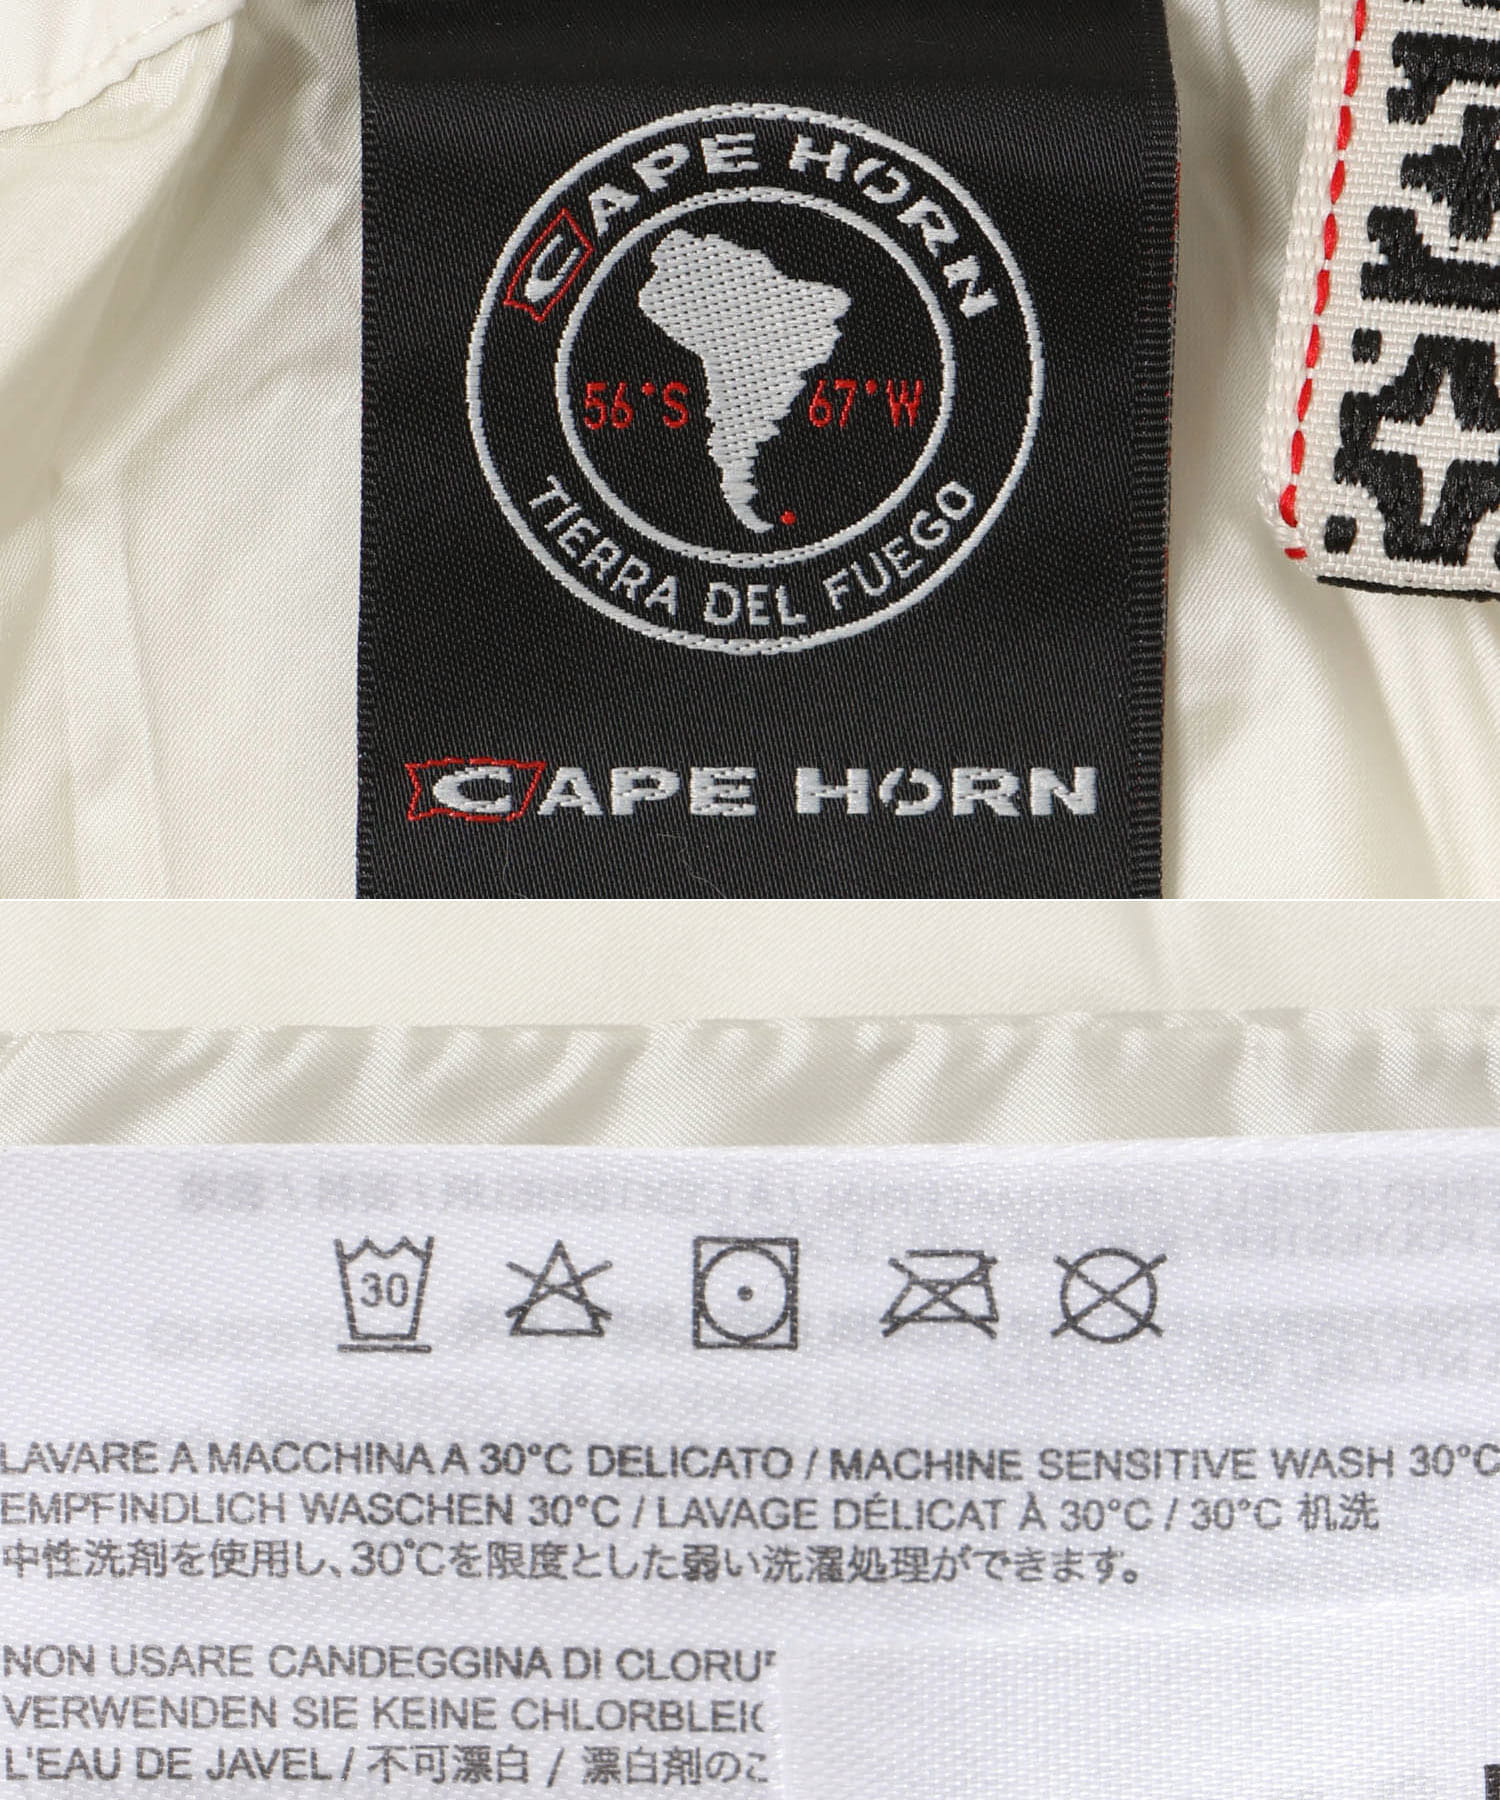 CAPE HORN
56°S 67°W
TIERRA DEL FUEGO
CAPE HORN
30
LAVARE A MACCHINA A 30°C DELICATO / MACHINE SENSITIVE WASH 30°C
EMPFINDLICH WASCHEN 30°C / LAVAGE DÉLICAT À 30°C / 30°C 机洗
中性洗剤を使用し、30℃を限度とした弱い洗濯処理ができます。
NON USARE CANDEGGINA DI
VERWENDEN SIE KEINE
L'EAU DE JAVEL / 不可漂白 / 漂白剤の